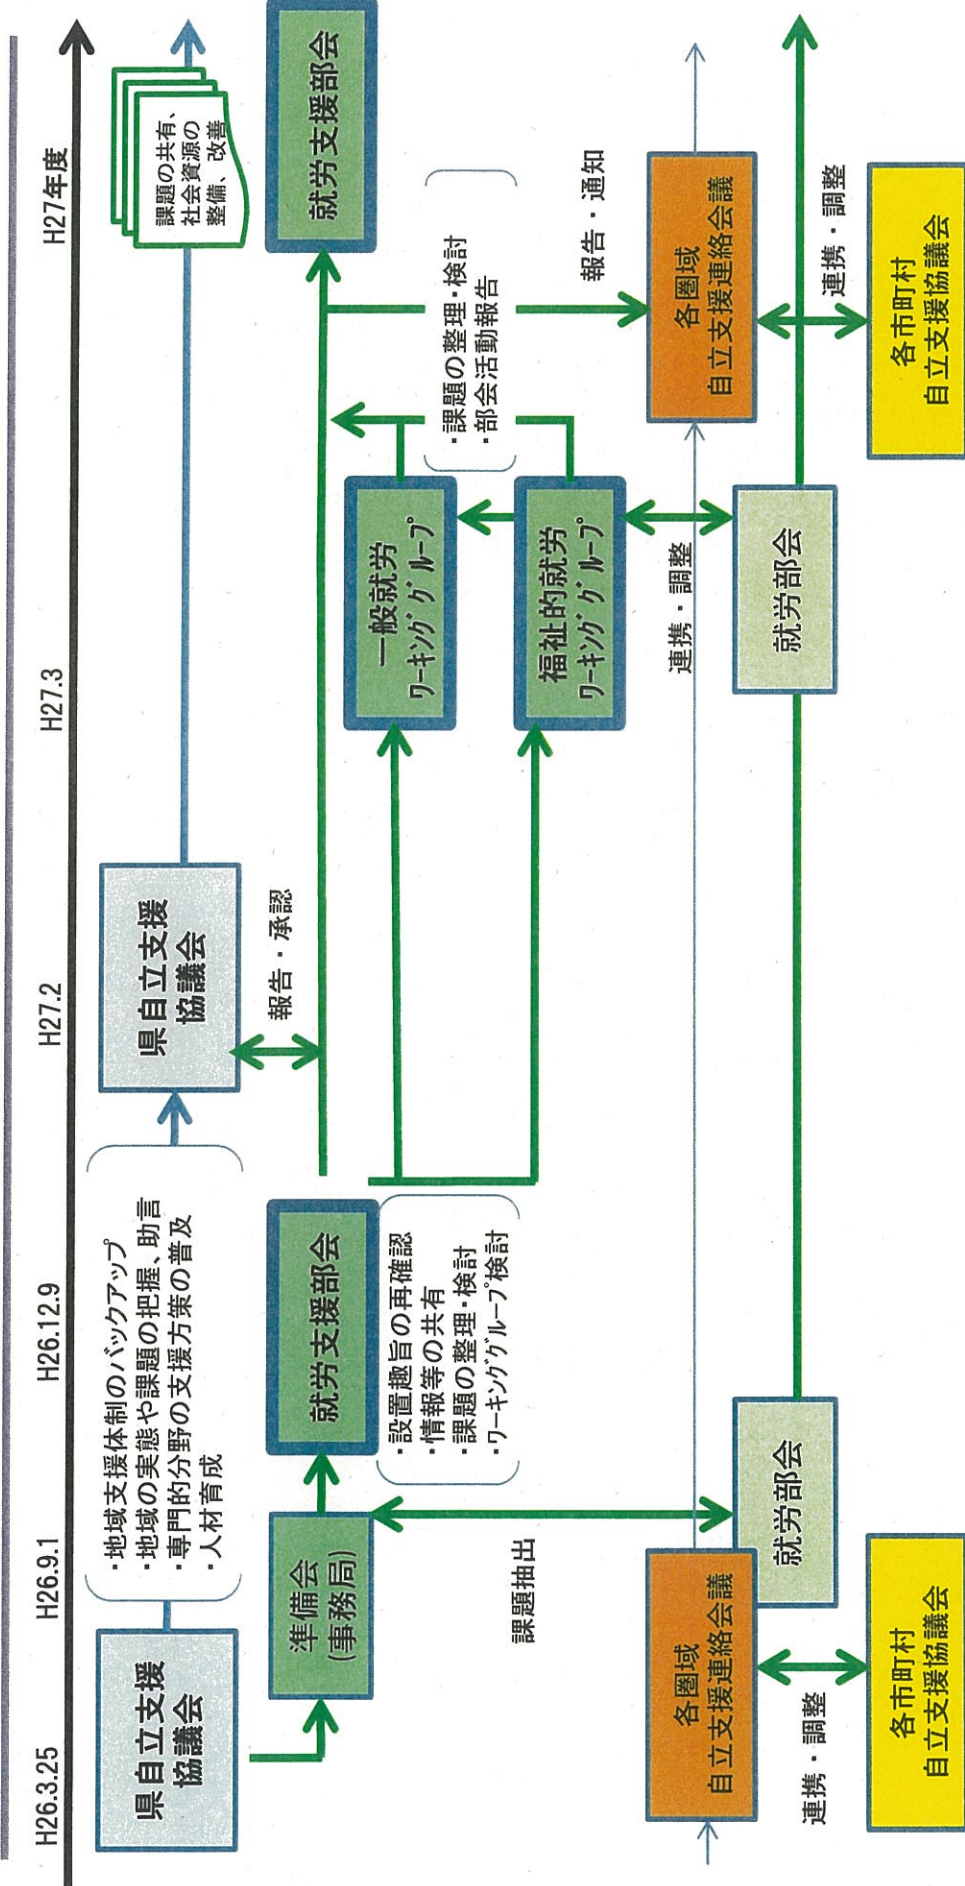 H26.3.25
H26.9.1
H26.12.9
H27.2
H27.3
H27年度
県自立支援
協議会
・地域支援体制のバックアップ
・地域の実態や課題の把握、助言
・専門的分野の支援方策の普及
・人材育成
県自立支援
協議会
課題の共有、
社会資源の
整備、改善
報告・承認
準備会
(事務局)
就労支援部会
・設置趣旨の再確認
・情報等の共有
・課題の整理・検討
・ワーキンググループ検討
就労支援部会
一般就労
ワーキンググループ
福祉的就労
ワーキンググループ
・課題の整理・検討
・部会活動報告
課題抽出
連携・調整
報告・通知
各圏域
自立支援連絡会議
就労部会
就労部会
各圏域
自立支援連絡会議
連携・調整
連携・調整
各市町村
自立支援協議会
各市町村
自立支援協議会